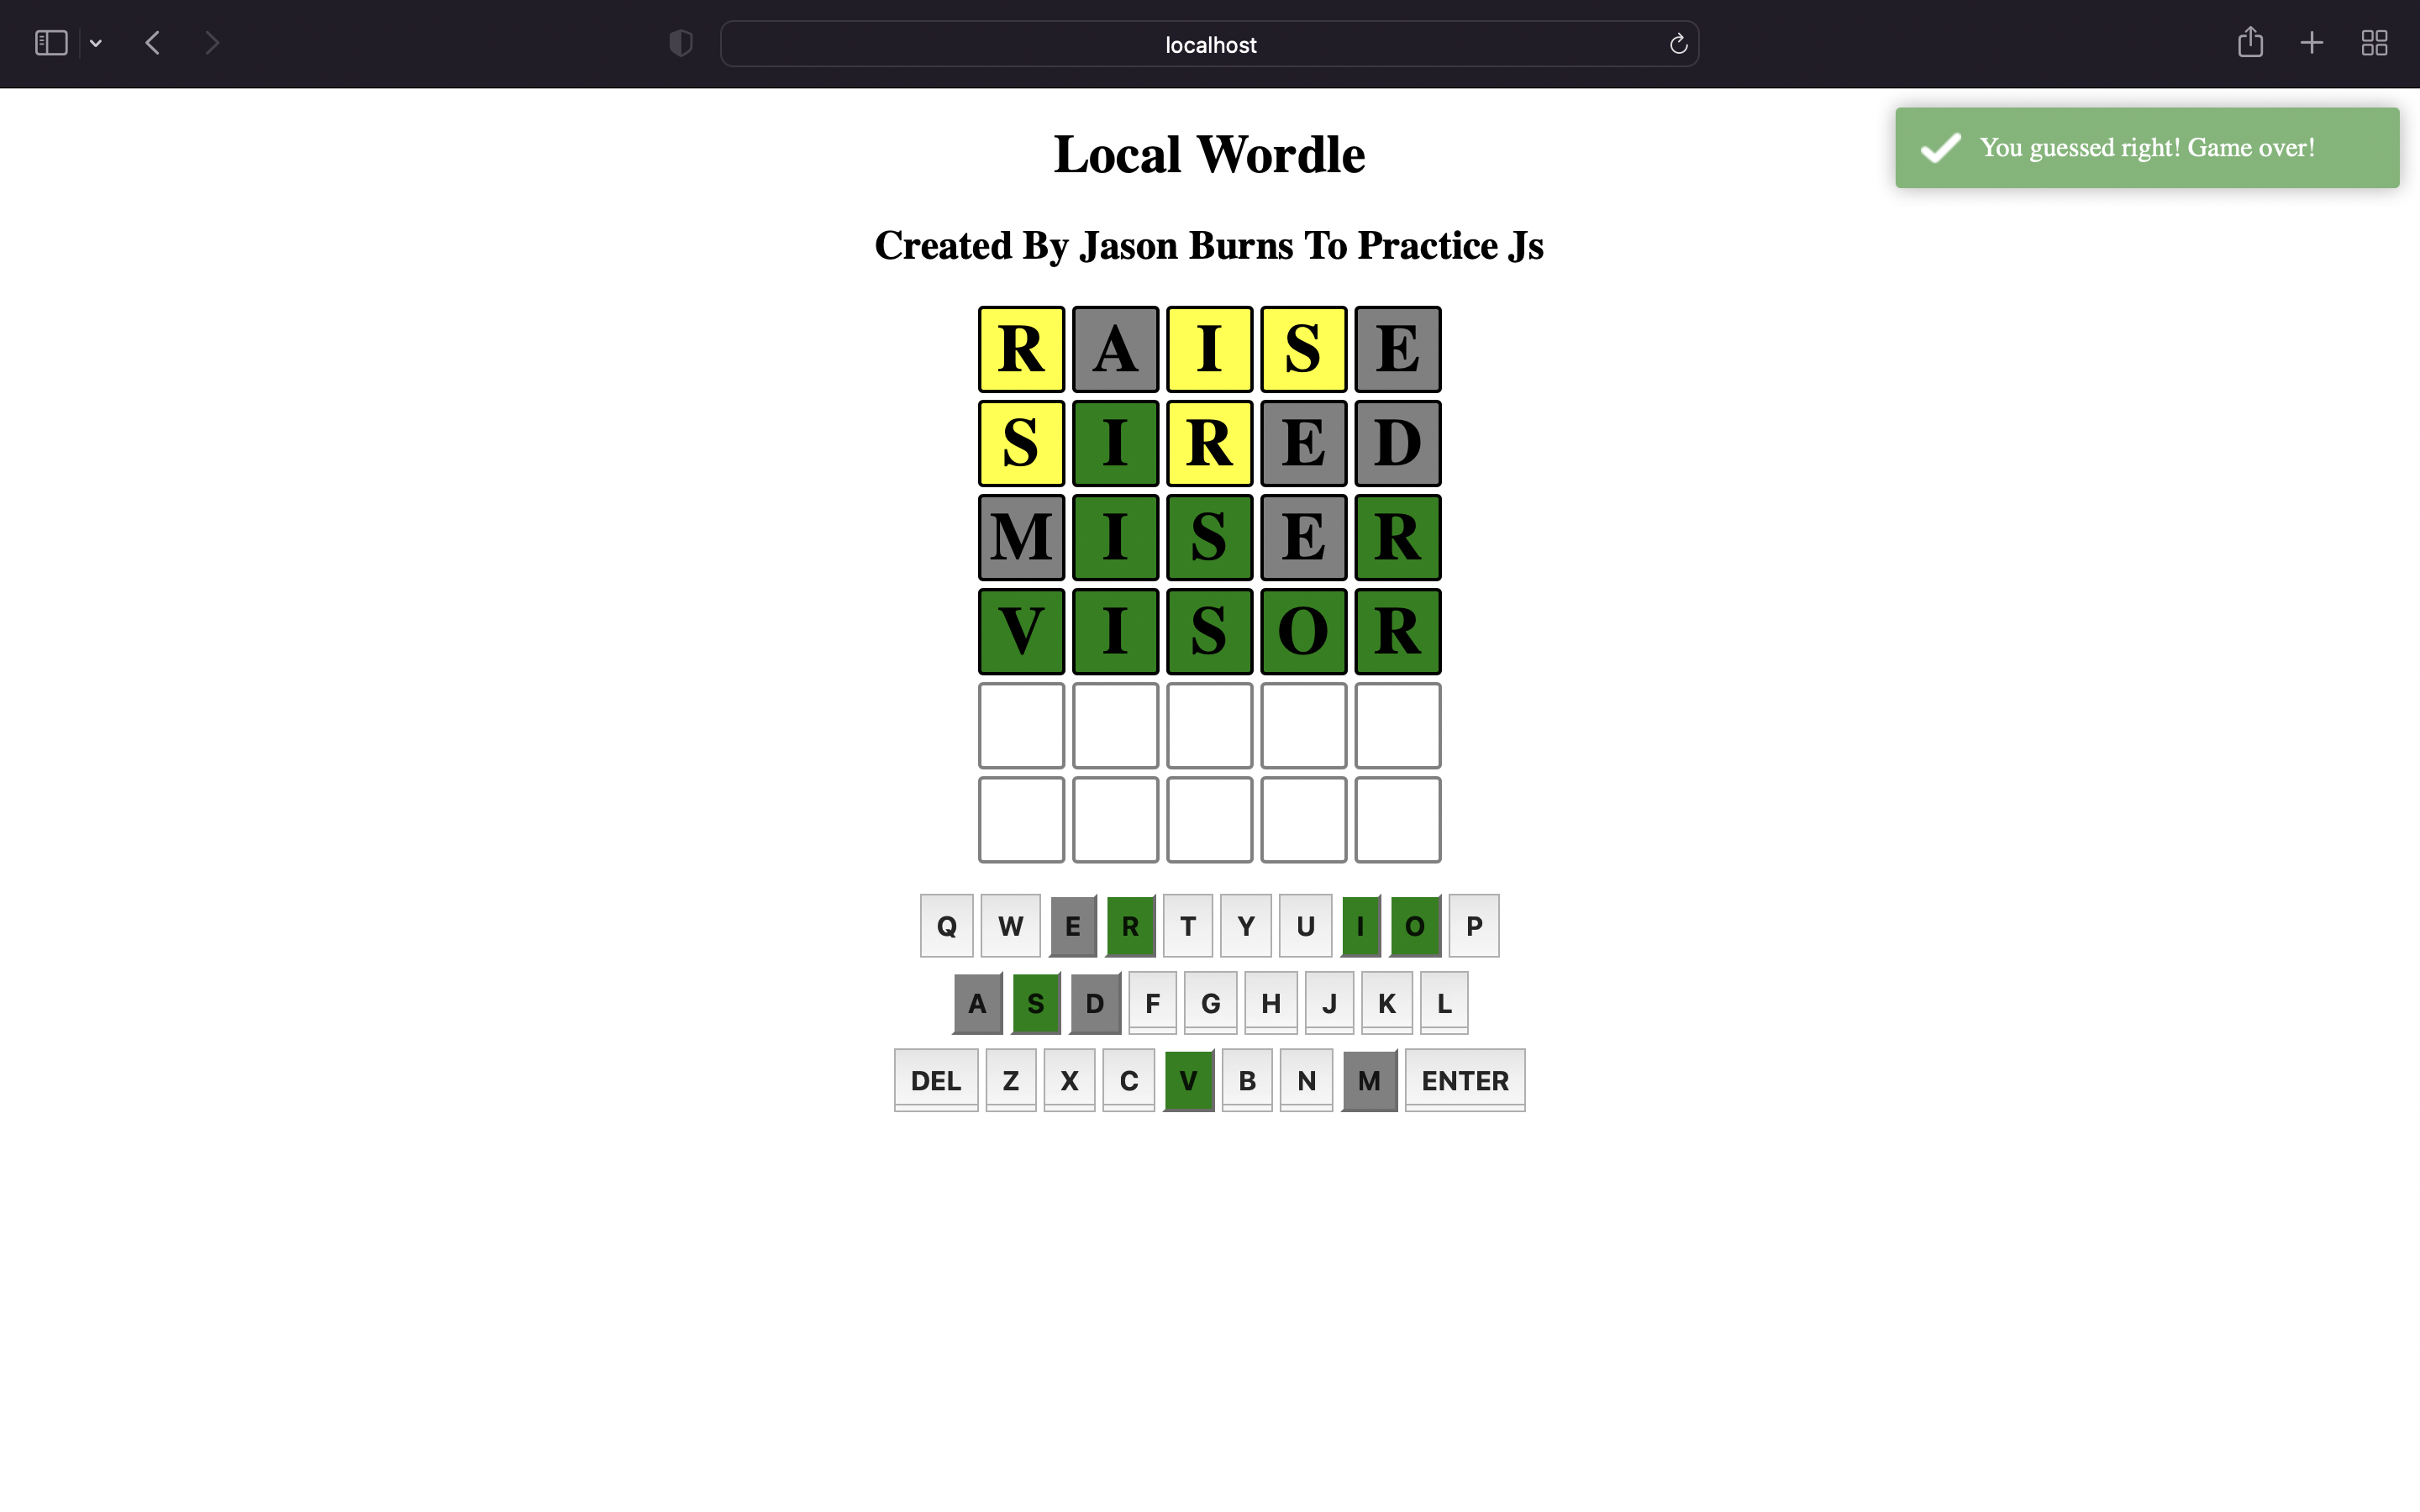 localhost
You guessed right! Game over!
Local Wordle
Created By Jason Burns To Practice Js
R A I S E
S I R E D
M I S E R
V I S O R
Q W E R T Y U I O P
A S D F G H J K L
DEL Z X C V B N M ENTER